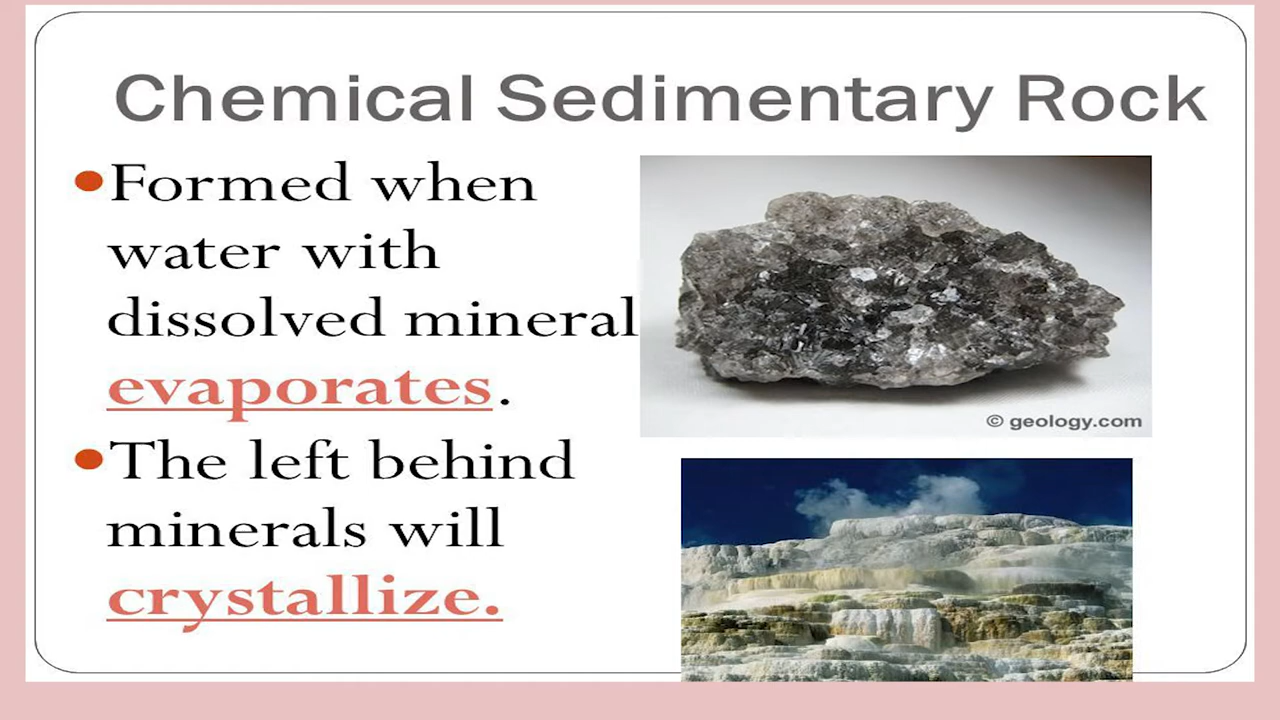 Chemical Sedimentary Rock
•Formed when
water with
dissolved mineral
evaporates.
•The left behind
minerals will
crystallize.
© geology.com